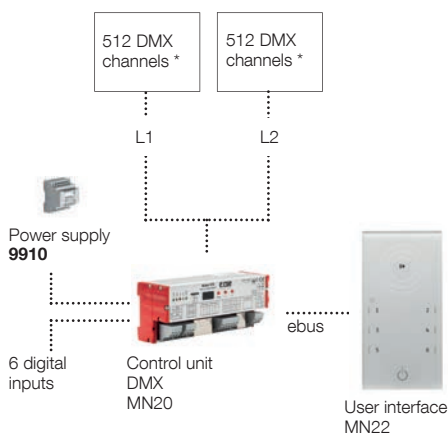 512 DMX
channels *
512 DMX
channels *
L1
L2
Power supply
9910
6 digital
inputs
Control unit
DMX
MN20
ebus
User interface
MN22